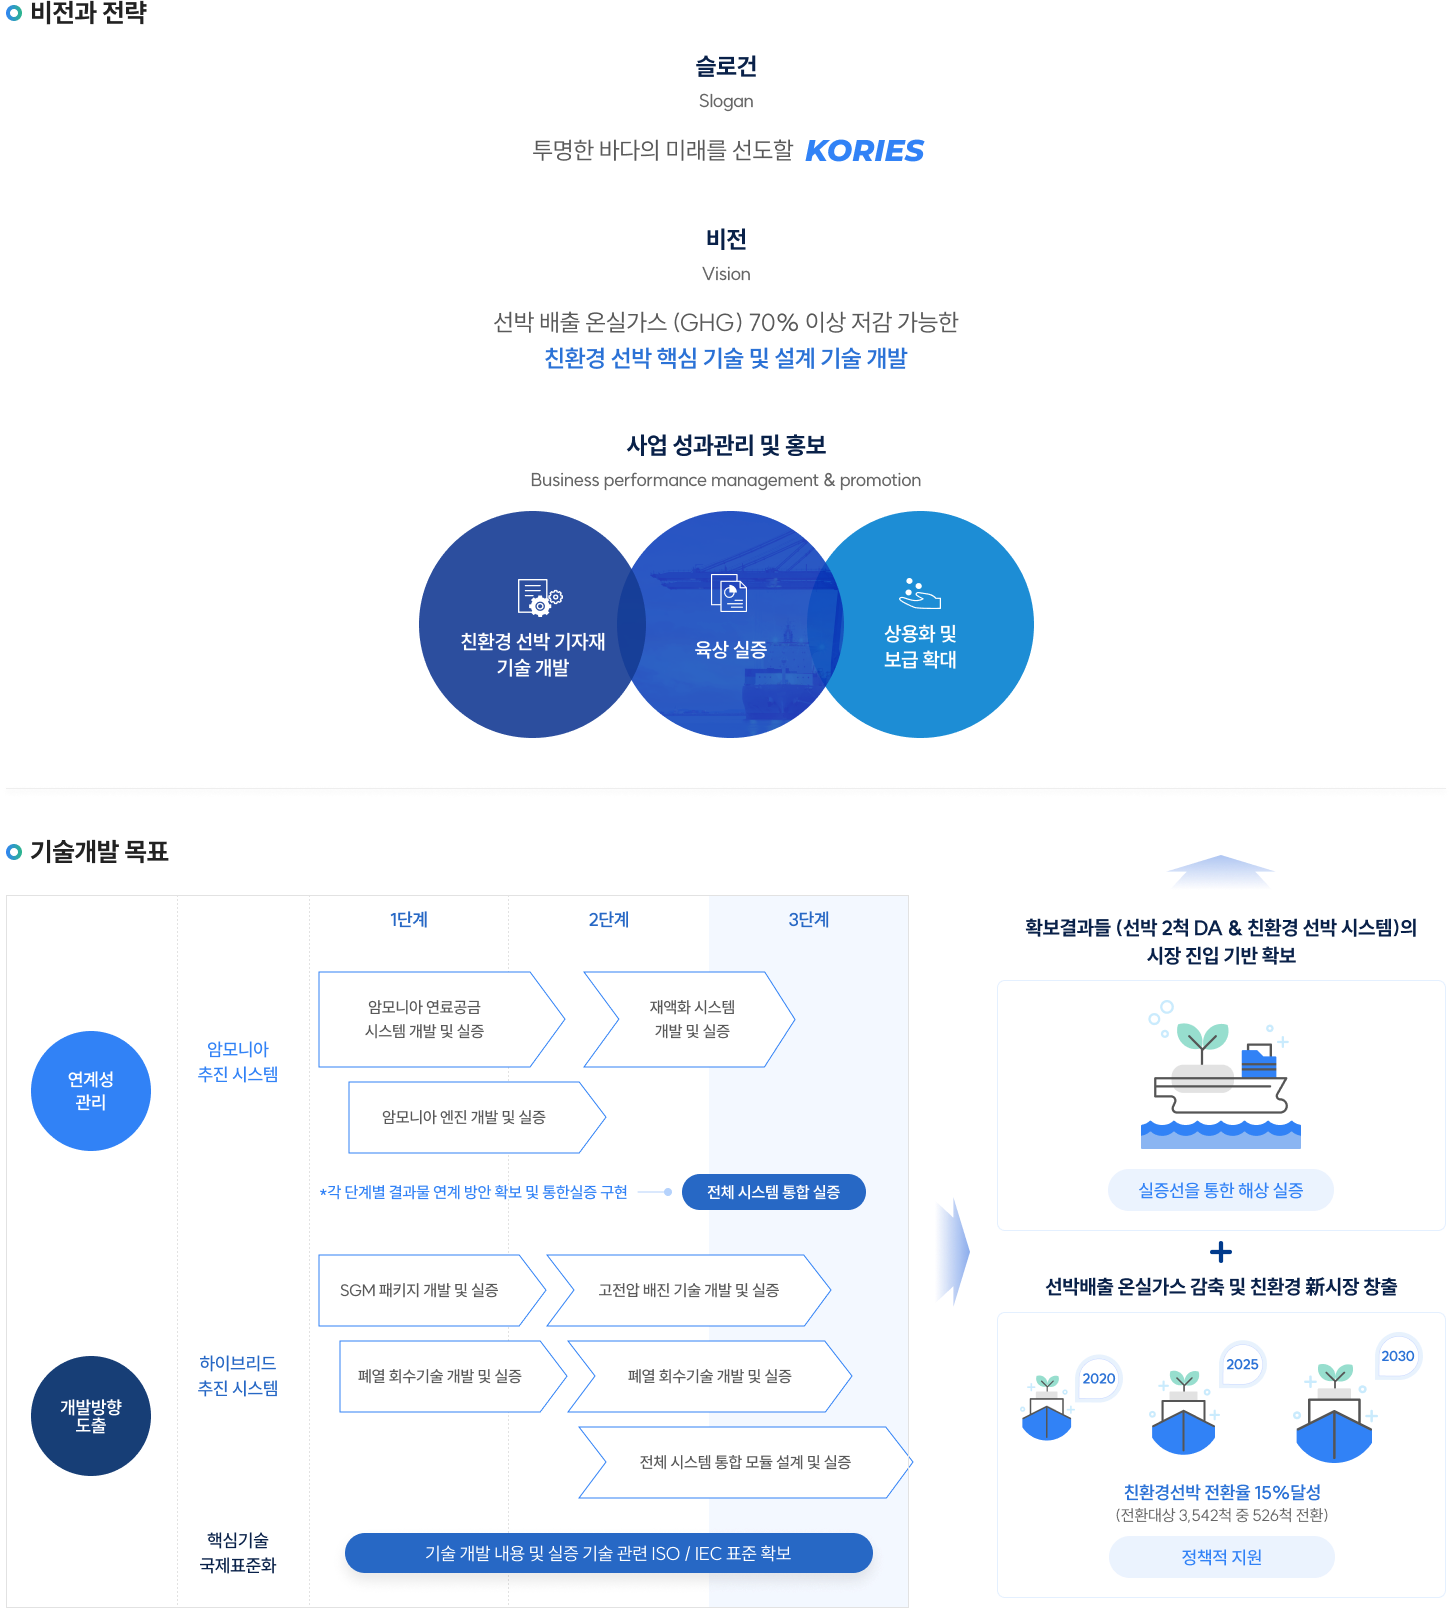 비전과 전략
슬로건
Slogan
투명한 바다의 미래를 선도할 KORIES
비전
Vision
선박 배출 온실가스 (GHG) 70% 이상 저감 가능한
친환경 선박 핵심 기술 및 설계 기술 개발
사업 성과관리 및 홍보
Business performance management & promotion
친환경 선박 기자재
기술 개발
육상 실증
상용화 및
보급 확대
기술개발 목표
1단계
2단계
3단계
연계성
관리
암모니아
추진 시스템
암모니아 연료공급
시스템 개발 및 실증
재액화 시스템
개발 및 실증
암모니아 엔진 개발 및 실증
*각 단계별 결과물 연계 방안 확보 및 통한실증 구현
전체 시스템 통합 실증
개발방향
도출
하이브리드
추진 시스템
SGM 패키지 개발 및 실증
고전압 배진 기술 개발 및 실증
폐열 회수기술 개발 및 실증
폐열 회수기술 개발 및 실증
전체 시스템 통합 모듈 설계 및 실증
핵심기술
국제표준화
기술 개발 내용 및 실증 기술 관련 ISO / IEC 표준 확보
확보결과들 (선박 2척 DA & 친환경 선박 시스템)의
시장 진입 기반 확보
실증선을 통한 해상 실증
선박배출 온실가스 감축 및 친환경 新시장 창출
2020
2025
2030
친환경선박 전환율 15%달성
(전환대상 3,542척 중 526척 전환)
정책적 지원